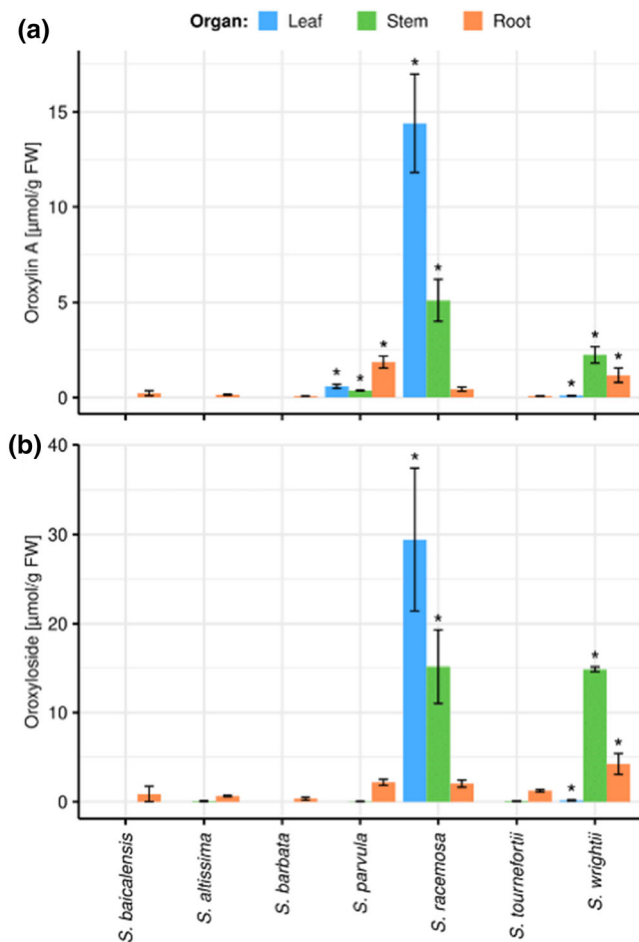 (a)
Organ: Leaf Stem Root
Oroxylin A [µmol/g FW]
15
10
5
0
* * * * * * * *
(b)
Oroxyloside [µmol/g FW]
40
30
20
10
0
* * * * *
S. baicalensis
S. altissima
S. barbata
S. parvula
S. racemosa
S. tournefortii
S. wrightii